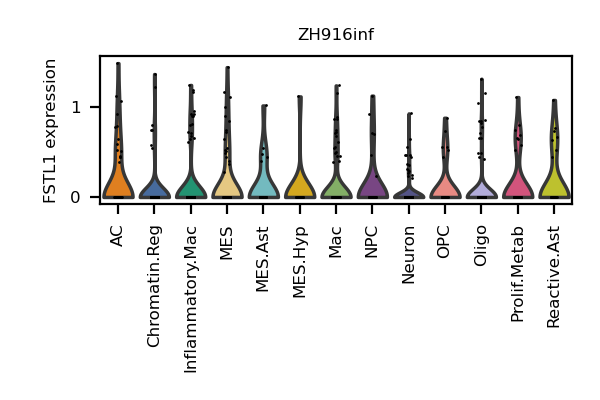 ZH916inf
FSTL1 expression
1
0
AC
Chromatin.Reg
Inflammatory.Mac
MES
MES.Ast
MES.Hyp
Mac
NPC
Neuron
OPC
Oligo
Prolif.Metab
Reactive.Ast